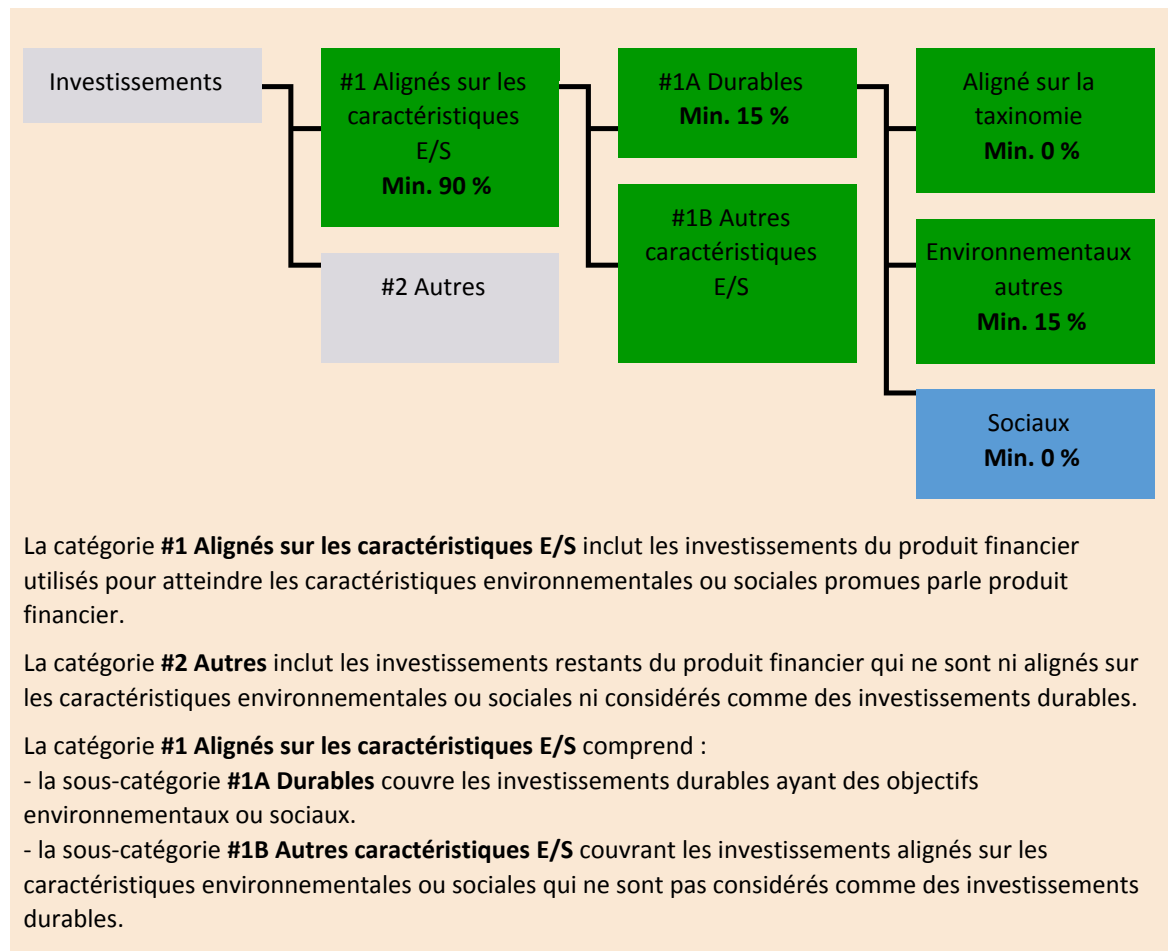 Investissements
#1 Alignés sur les
caractéristiques
E/S
Min. 90 %
#2 Autres
#1A Durables
Min. 15 %
#1B Autres
caractéristiques
E/S
Aligné sur la
taxinomie
Min. 0 %
Environnementaux
autres
Min. 15 %
Sociaux
Min. 0 %
La catégorie #1 Alignés sur les caractéristiques E/S inclut les investissements du produit financier
utilisés pour atteindre les caractéristiques environnementales ou sociales promues parle produit
financier.
La catégorie #2 Autres inclut les investissements restants du produit financier qui ne sont ni alignés sur
les caractéristiques environnementales ou sociales ni considérés comme des investissements durables.
La catégorie #1 Alignés sur les caractéristiques E/S comprend :
- la sous-catégorie #1A Durables couvre les investissements durables ayant des objectifs
environnementaux ou sociaux.
- la sous-catégorie #1B Autres caractéristiques E/S couvrant les investissements alignés sur les
caractéristiques environnementales ou sociales qui ne sont pas considérés comme des investissements
durables.